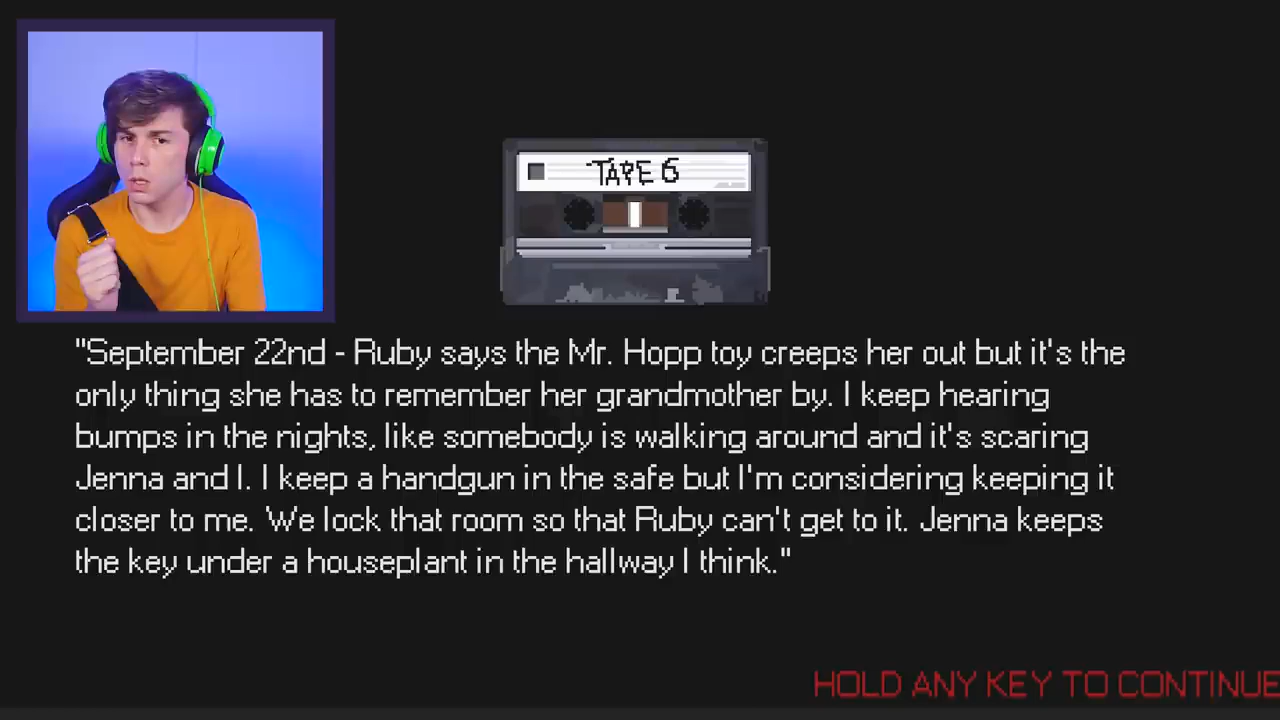 TAPE 6
"September 22nd - Ruby says the Mr. Hopp toy creeps her out but it's the
only thing she has to remember her grandmother by. I keep hearing
bumps in the nights, like somebody is walking around and it's scaring
Jenna and I. I keep a handgun in the safe but I'm considering keeping it
closer to me. We lock that room so that Ruby can't get to it. Jenna keeps
the key under a houseplant in the hallway I think."
HOLD ANY KEY TO CONTINUE